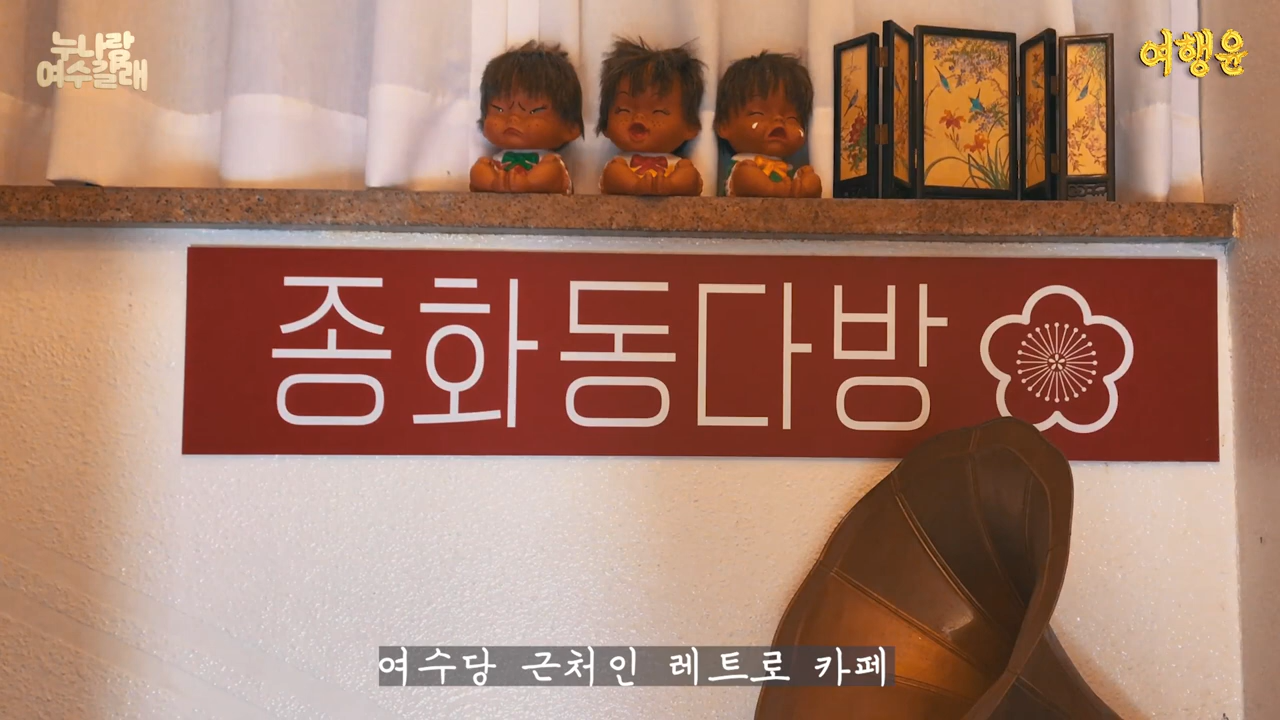 누나랑
여수갈래
여행윤
종화동다방
여수당 근처인 레트로 카페